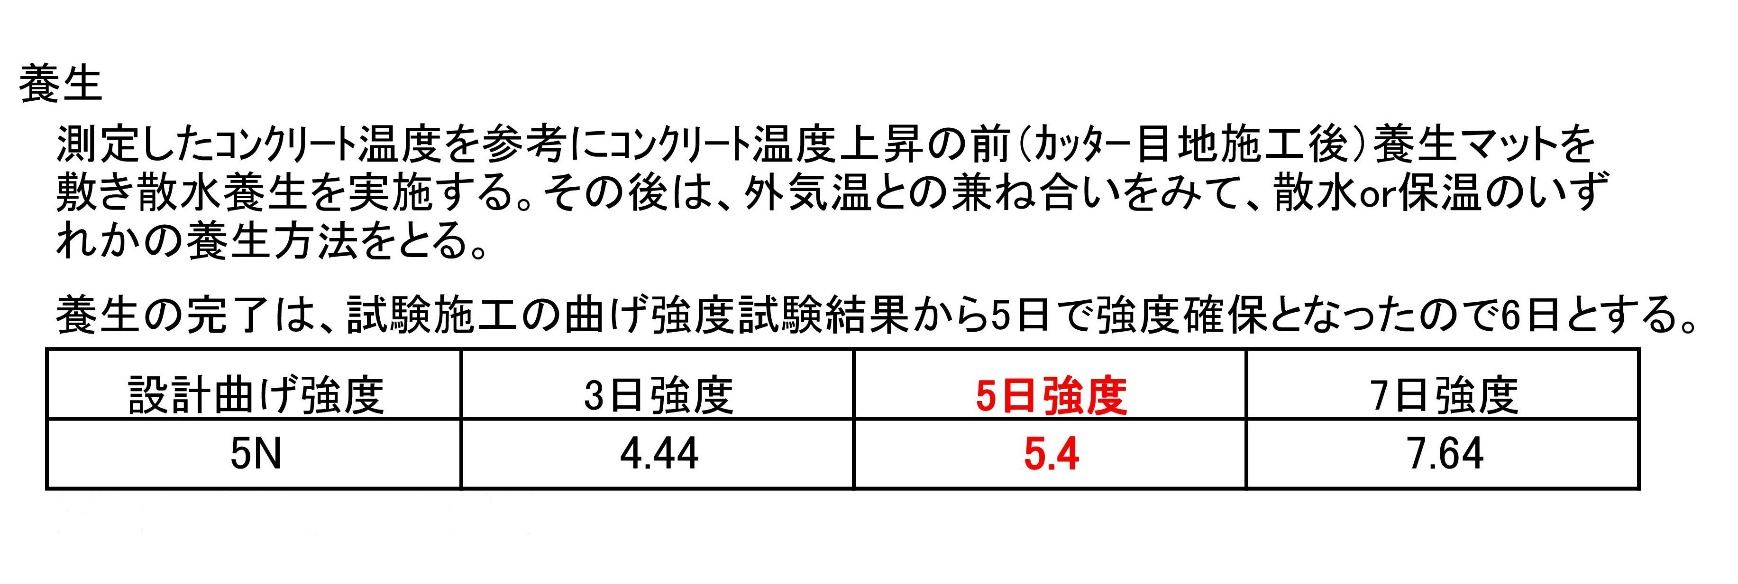 養生
測定したｺﾝｸﾘｰﾄ温度を参考にｺﾝｸﾘｰﾄ温度上昇の前（ｶｯﾀｰ目地施工後）養生マットを
敷き散水養生を実施する。その後は、外気温との兼ね合いをみて、散水or保温のいず
れかの養生方法をとる。
養生の完了は、試験施工の曲げ強度試験結果から5日で強度確保となったので6日とする。
設計曲げ強度 3日強度 5日強度 7日強度
5N 4.44 5.4 7.64